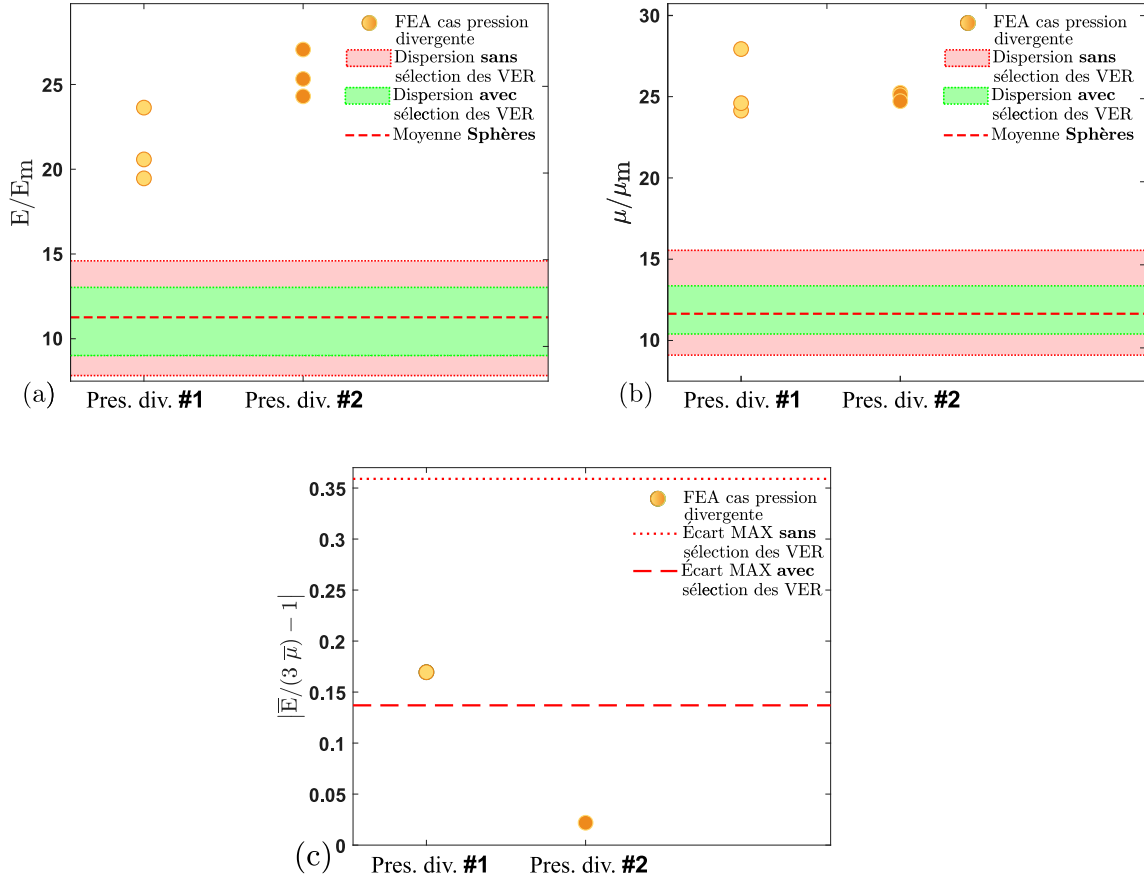 FEA cas pression
divergente
Dispersion sans
sélection des VER
Dispersion avec
sélection des VER
Moyenne Sphères
25
20
15
10
E/Em
(a)
Pres. div. #1
Pres. div. #2
FEA cas pression
divergente
Dispersion sans
sélection des VER
Dispersion avec
sélection des VER
Moyenne Sphères
30
25
20
15
10
μ/μm
(b)
Pres. div. #1
Pres. div. #2
FEA cas pression
divergente
Écart MAX sans
sélection des VER
Écart MAX avec
sélection des VER
0.35
0.3
0.25
0.2
0.15
0.1
0.05
0
|E̅/(3 μ̅) − 1|
(c)
Pres. div. #1
Pres. div. #2